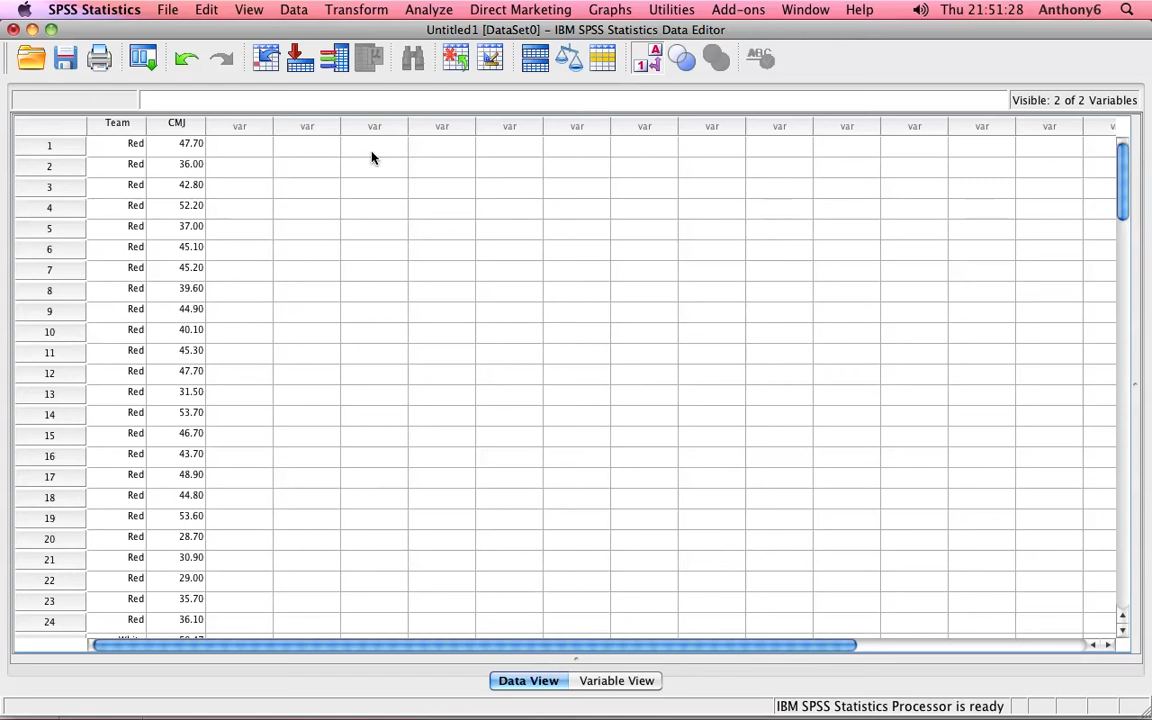 SPSS Statistics File Edit View Data Transform Analyze Direct Marketing Graphs Utilities Add-ons Window Help Thu 21:51:28 Anthony6
Untitled1 [DataSet0] – IBM SPSS Statistics Data Editor
A
1
ABC
Visible: 2 of 2 Variables
Team CMJ var var var var var var var var var var var var var
1 Red 47.70
2 Red 36.00
3 Red 42.80
4 Red 52.20
5 Red 37.00
6 Red 45.10
7 Red 45.20
8 Red 39.60
9 Red 44.90
10 Red 40.10
11 Red 45.30
12 Red 47.70
13 Red 31.50
14 Red 53.70
15 Red 46.70
16 Red 43.70
17 Red 48.90
18 Red 44.80
19 Red 53.60
20 Red 28.70
21 Red 30.90
22 Red 29.00
23 Red 35.70
24 Red 36.10
Data View Variable View
IBM SPSS Statistics Processor is ready